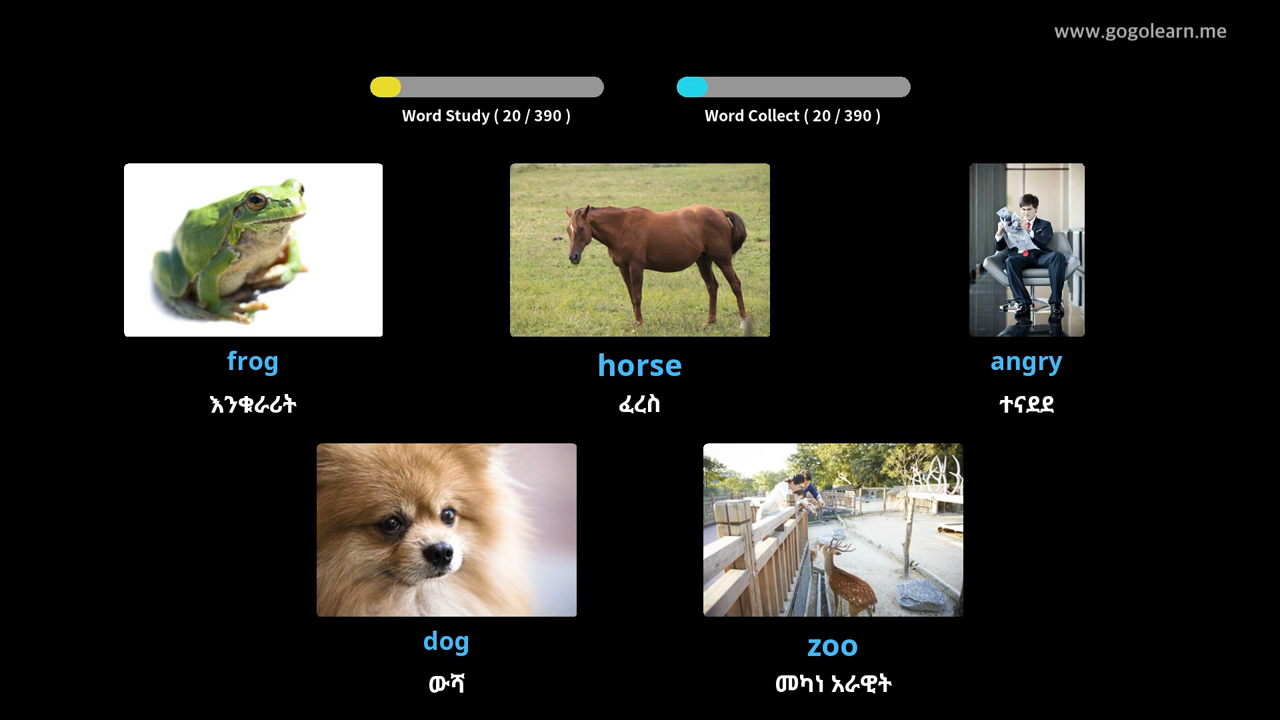 www.gogolearn.me
Word Study ( 20 / 390 )
Word Collect ( 20 / 390 )
frog
horse
angry
እንቁራሪት
ፈረስ
ተናደደ
dog
zoo
ውሻ
መካነ አራዊት